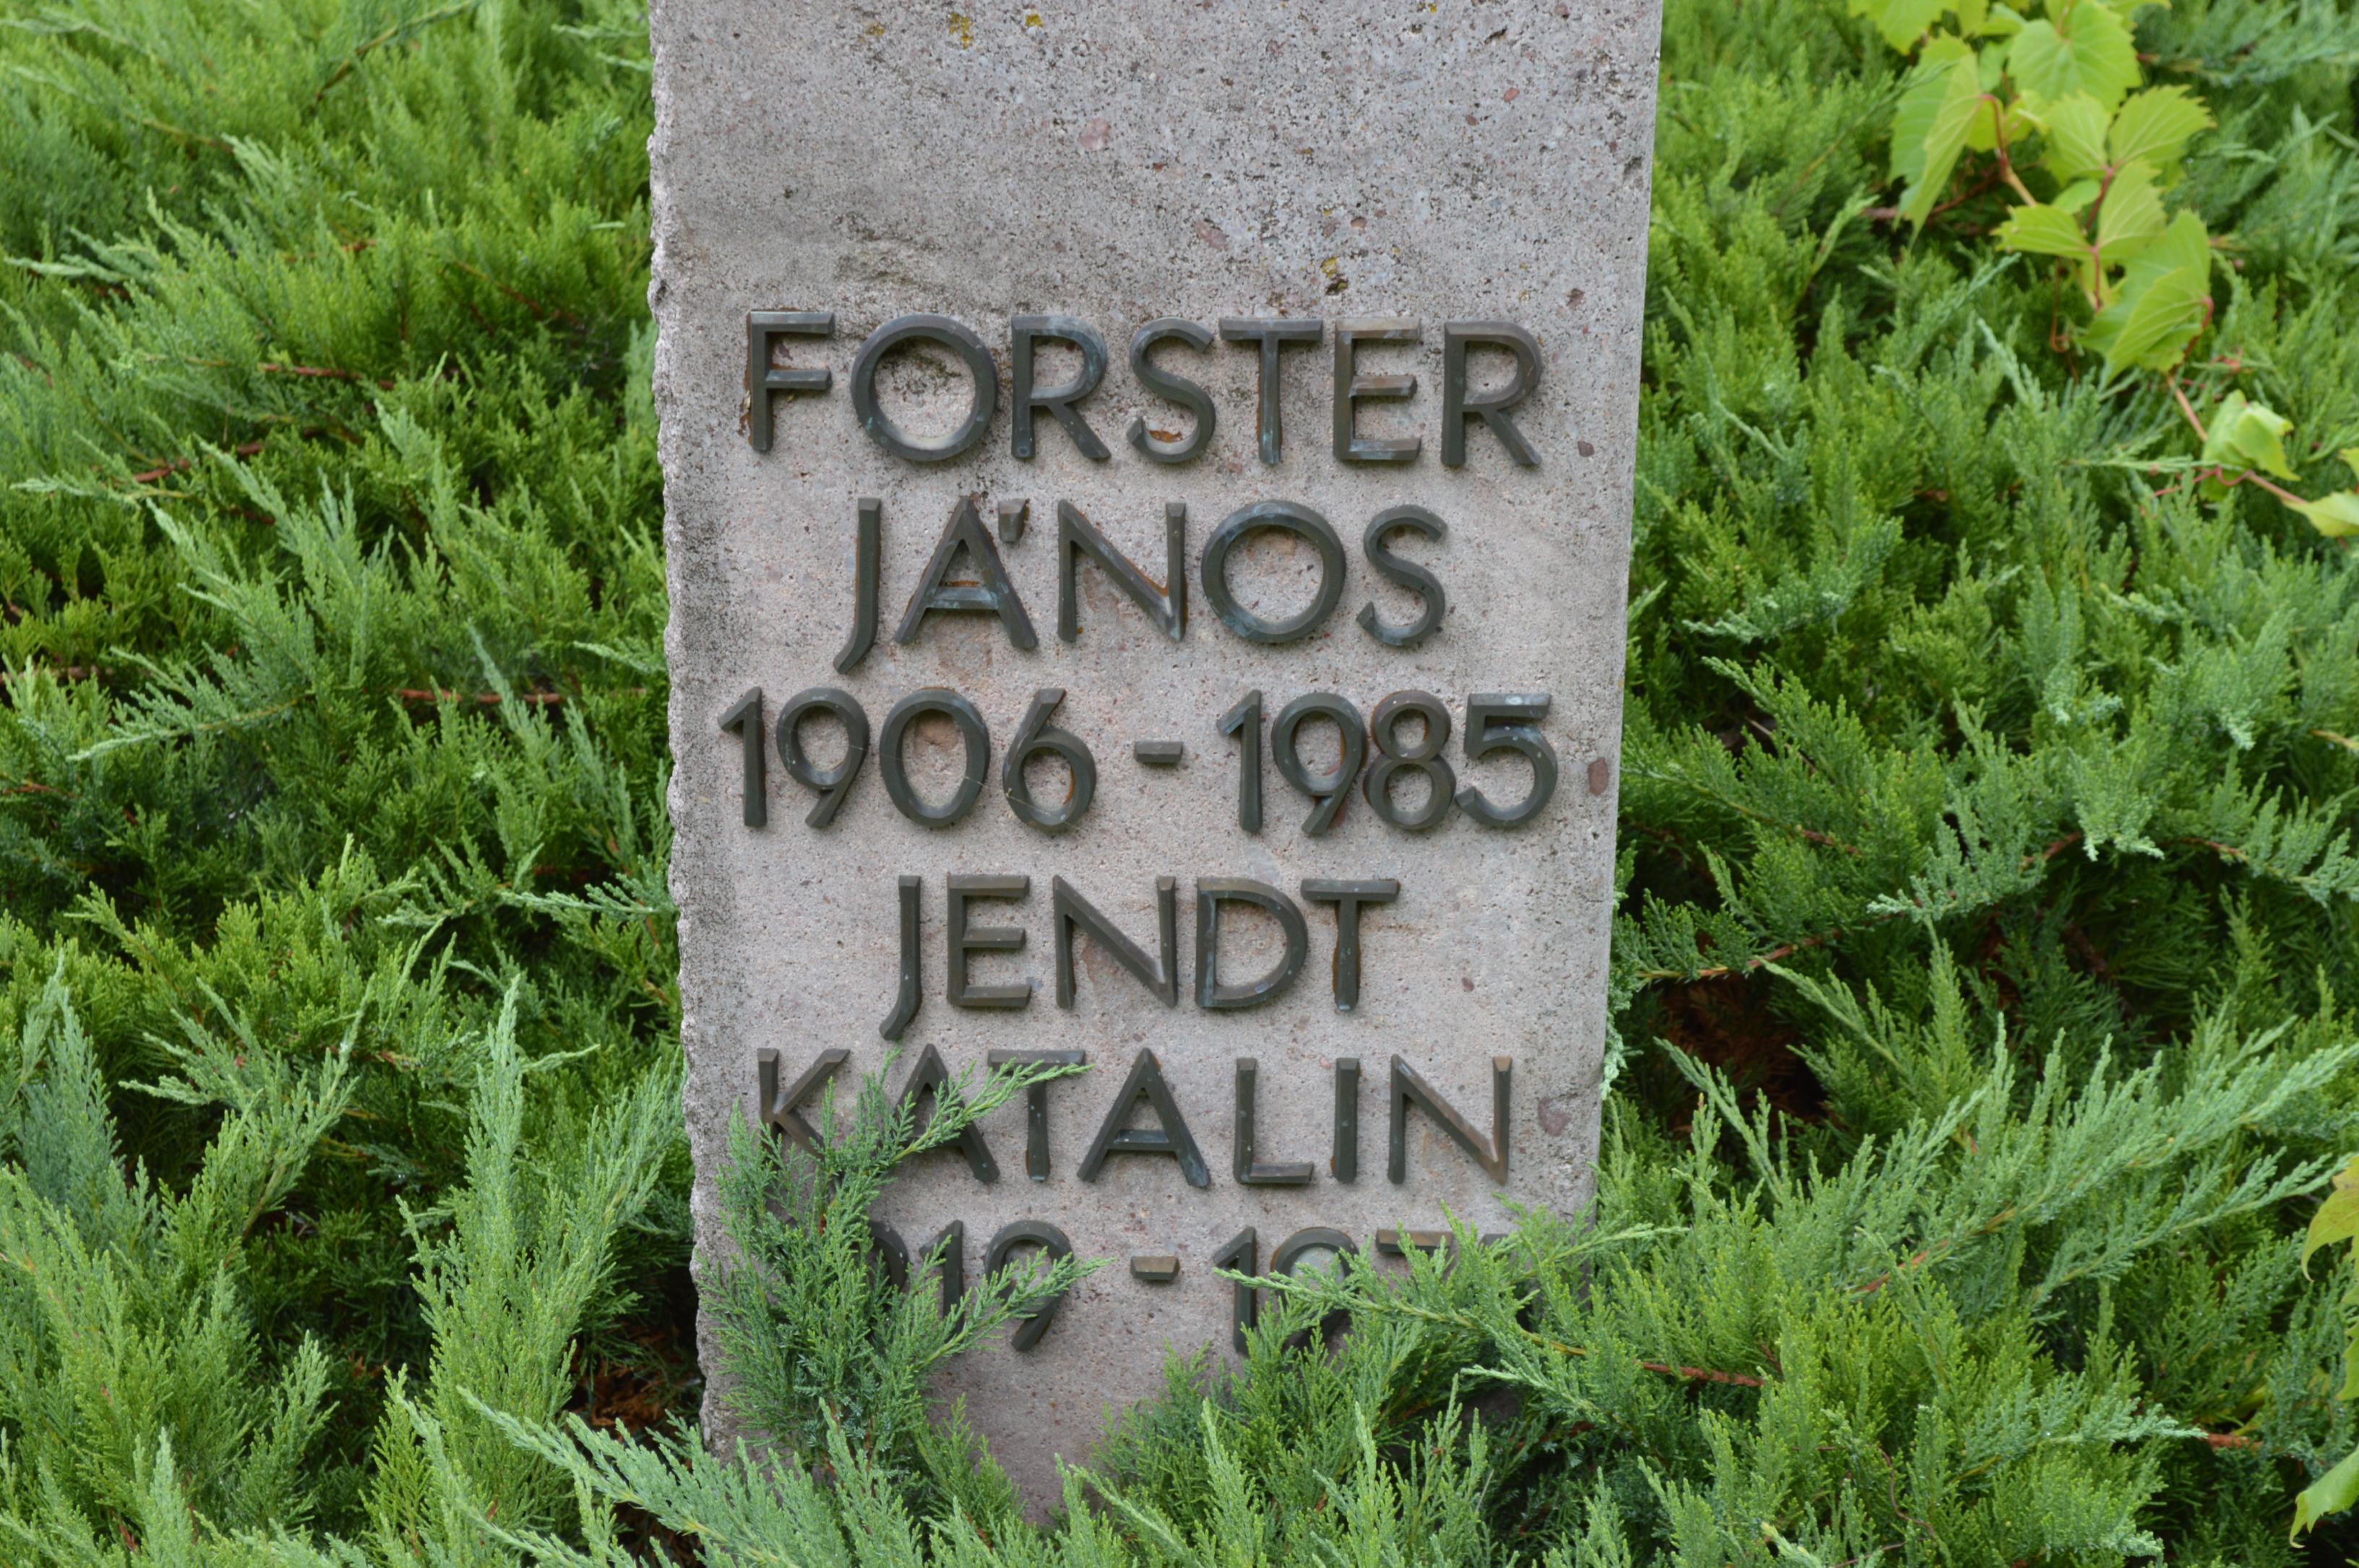 FORSTER
JÁNOS
1906 - 1985
JENDT
KATALIN